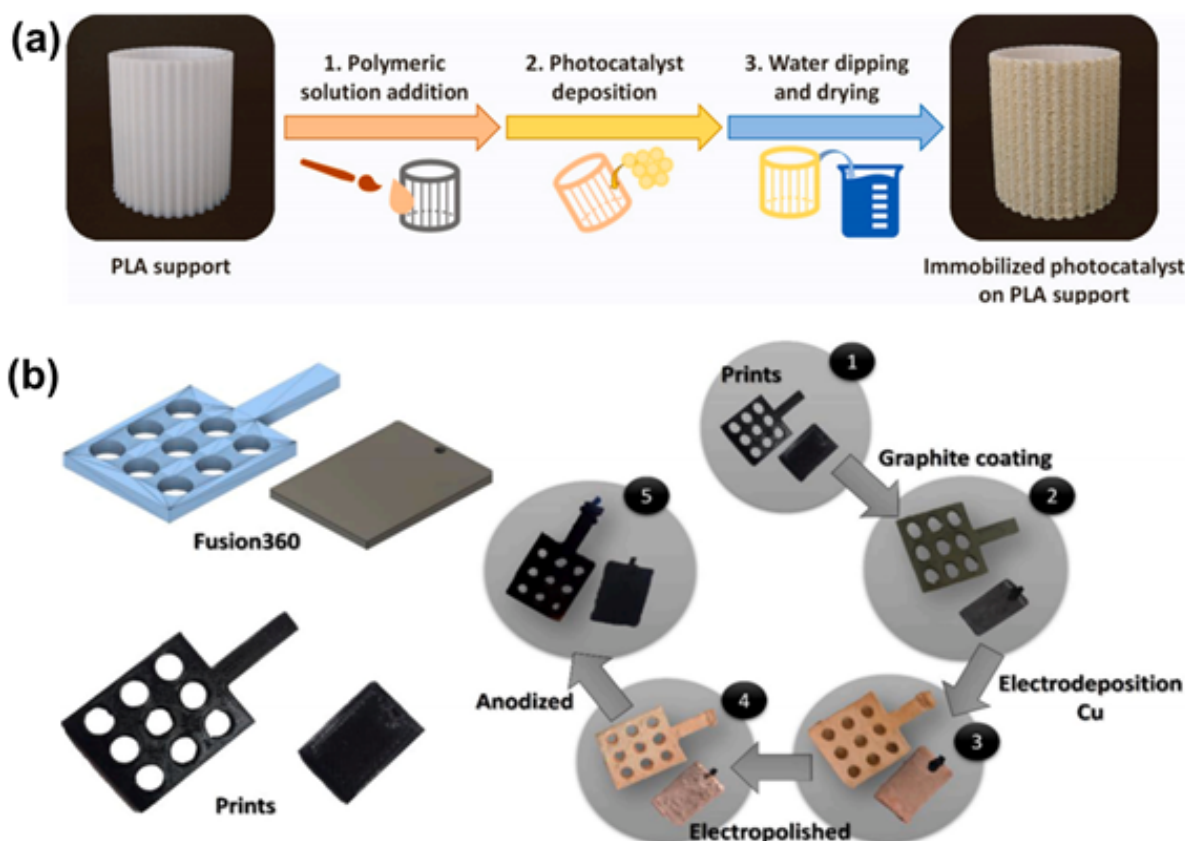 (a)
1. Polymeric
solution addition
2. Photocatalyst
deposition
3. Water dipping
and drying
PLA support
Immobilized photocatalyst
on PLA support
(b)
Fusion360
Prints
Prints
1
Graphite coating
2
Electrodeposition
Cu
3
Electropolished
4
Anodized
5